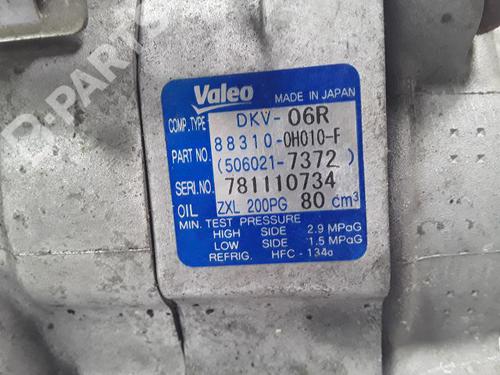 B-PARTS
Valeo MADE IN JAPAN
COMP. TYPE DKV-06R
PART NO. 88310-0H010-F
(506021-7372)
SERI. NO. 781110734
OIL ZXL 200PG 80 cm³
MIN. TEST PRESSURE
HIGH SIDE 2.9 MPaG
LOW SIDE 1.5 MPaG
REFRIG. HFC-134a